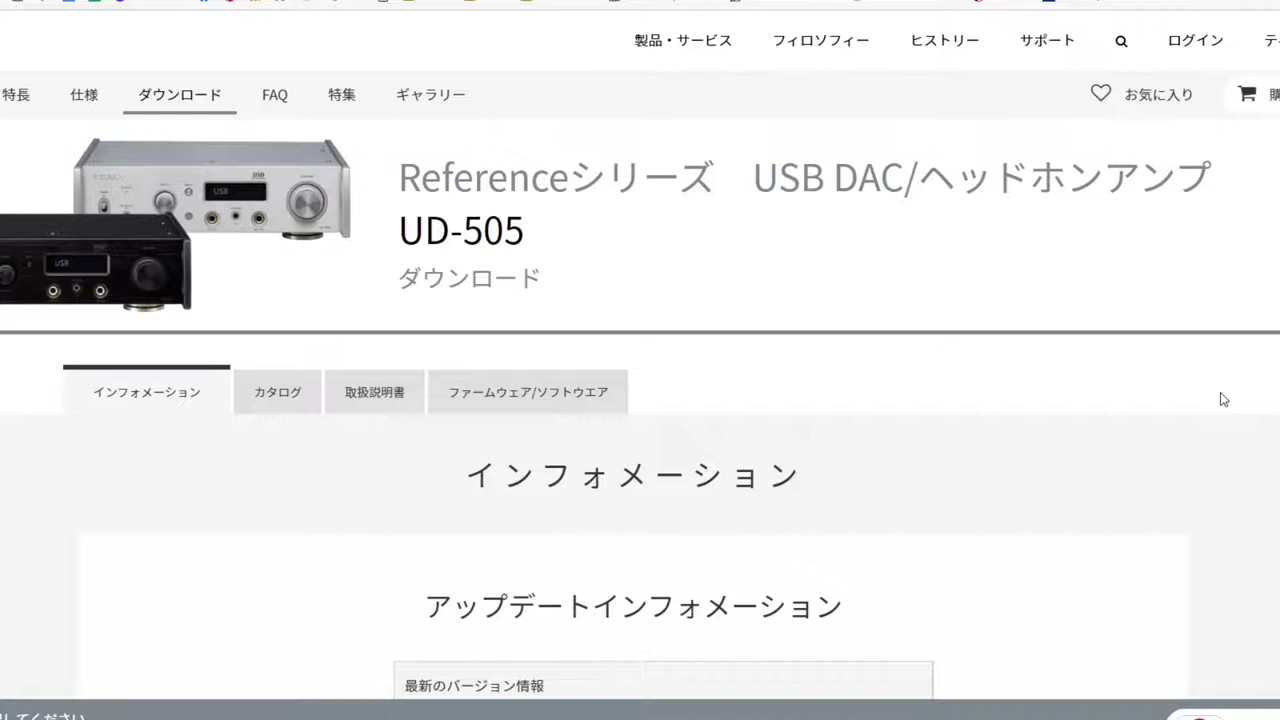 製品・サービス フィロソフィー ヒストリー サポート ログイン
特長 仕様 ダウンロード FAQ 特集 ギャラリー お気に入り
Referenceシリーズ　USB DAC/ヘッドホンアンプ
UD-505
ダウンロード
USB
USB
インフォメーション カタログ 取扱説明書 ファームウェア/ソフトウエア
インフォメーション
アップデートインフォメーション
最新のバージョン情報
してください